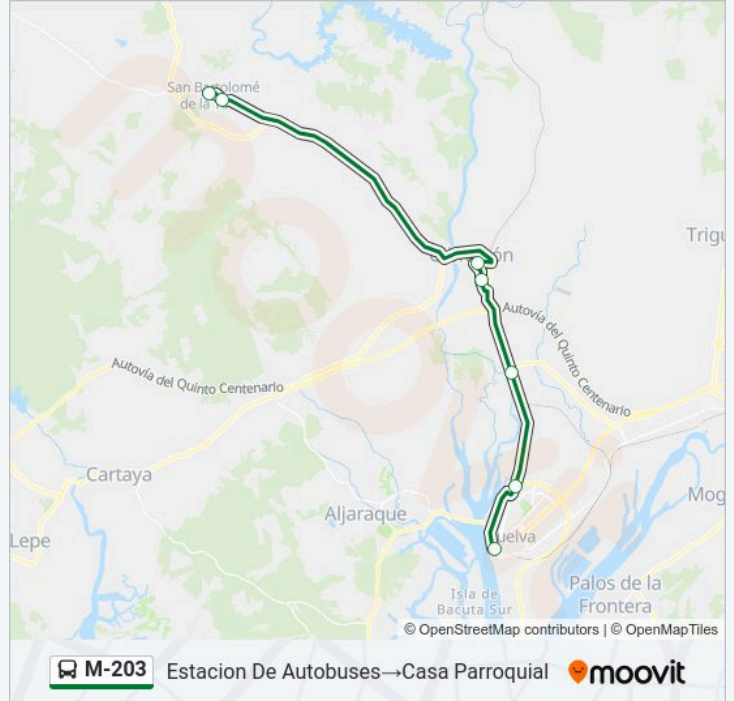 San Bartolomé
de la
Trigu
Autovía del Quinto Centenario
Autovía del Quinto Centenario
Cartaya
Aljaraque
Mog
Lepe
uelva
Isla de
Bacuta Sur
Palos de la
Frontera
© OpenStreetMap contributors | © OpenMapTiles
M-203 Estacion De Autobuses→Casa Parroquial moovit